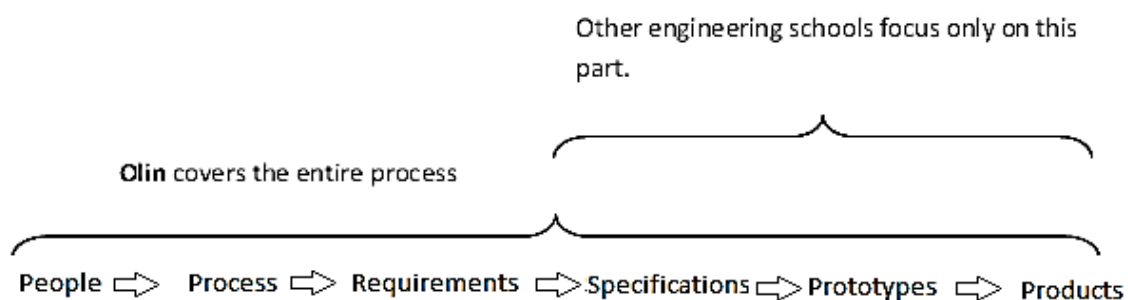 Other engineering schools focus only on this
part.
Olin covers the entire process
People Process Requirements Specifications Prototypes Products